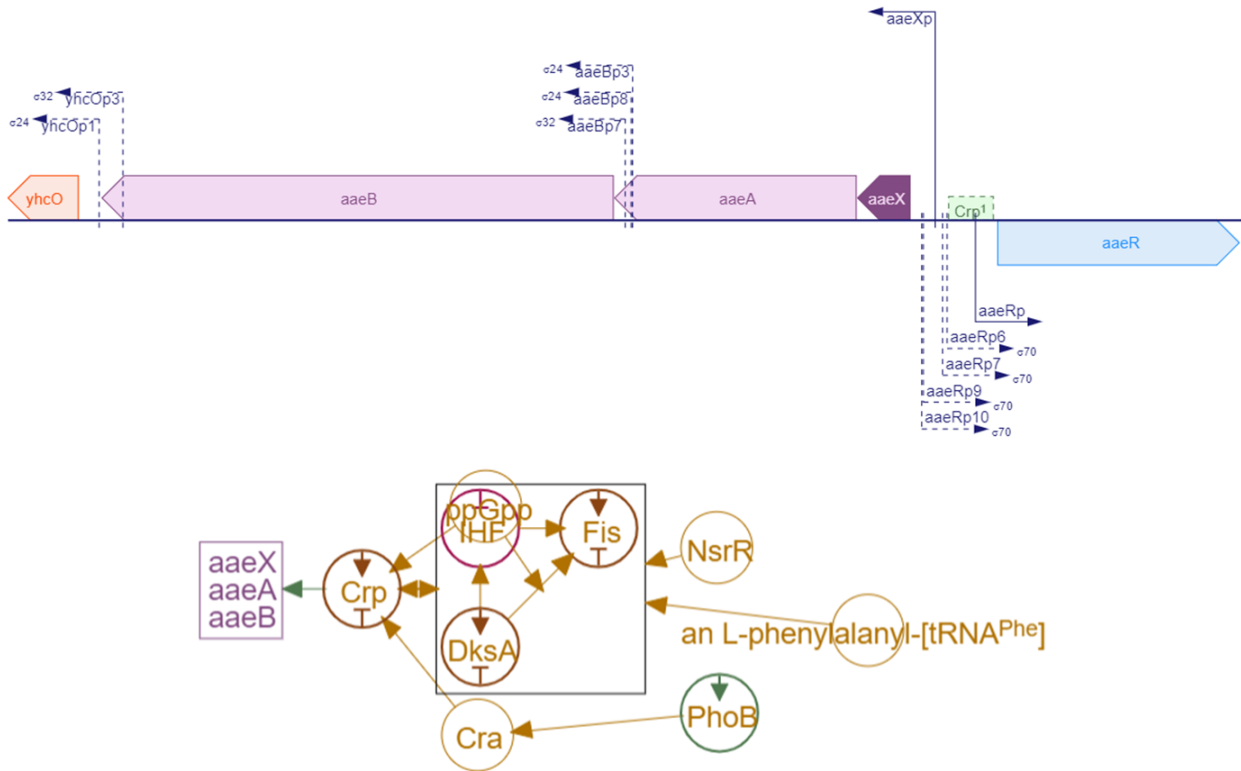 aaeXp
σ24 aaeBp3
σ32 yhcOp3
σ24 aaeBp8
σ24 yhcOp1
σ32 aaeBp7
yhcO
aaeB
aaeA
aaeX
Crp¹
aaeR
aaeRp
aaeRp6 σ70
aaeRp7 σ70
aaeRp9 σ70
aaeRp10 σ70
ppGpp
IHF
Fis
NsrR
aaeX
aaeA
aaeB
Crp
DksA
an L-phenylalanyl-[tRNAᴾʰᵉ]
PhoB
Cra